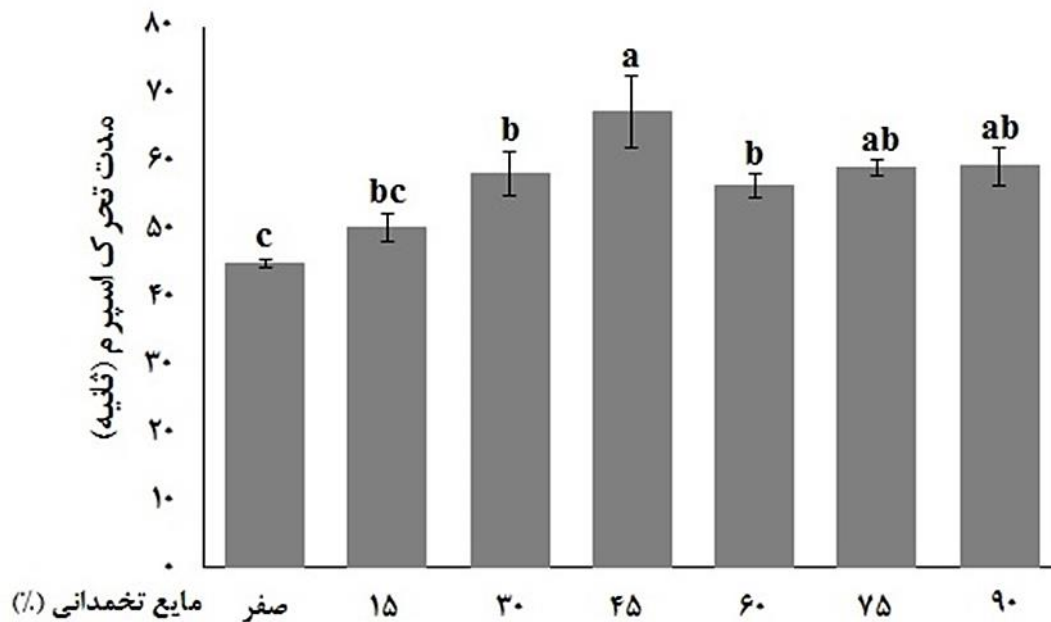 مدت تحرک اسپرم (ثانیه)
۸۰
۷۰
۶۰
۵۰
۴۰
۳۰
۲۰
۱۰
۰
c
bc
b
a
b
ab
ab
مایع تخمدانی (٪) صفر ۱۵ ۳۰ ۴۵ ۶۰ ۷۵ ۹۰